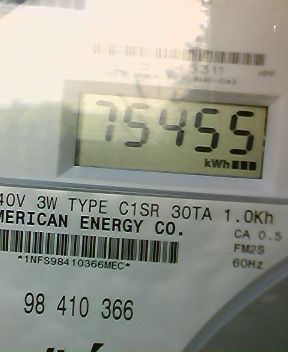 75455
kWh
40V 3W TYPE C1SR 30TA 1.0Kh
MERICAN ENERGY CO.
CA 0.5
FM2S
60Hz
*1NFS98410366MEC*
98 410 366